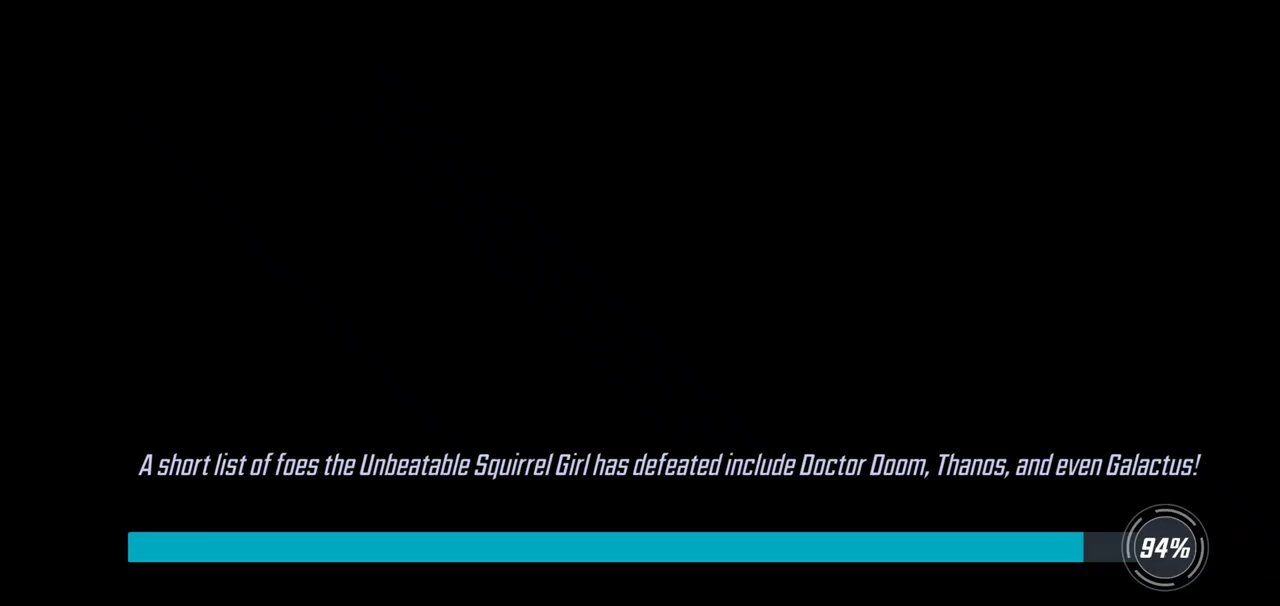 A short list of foes the Unbeatable Squirrel Girl has defeated include Doctor Doom, Thanos, and even Galactus!
94%